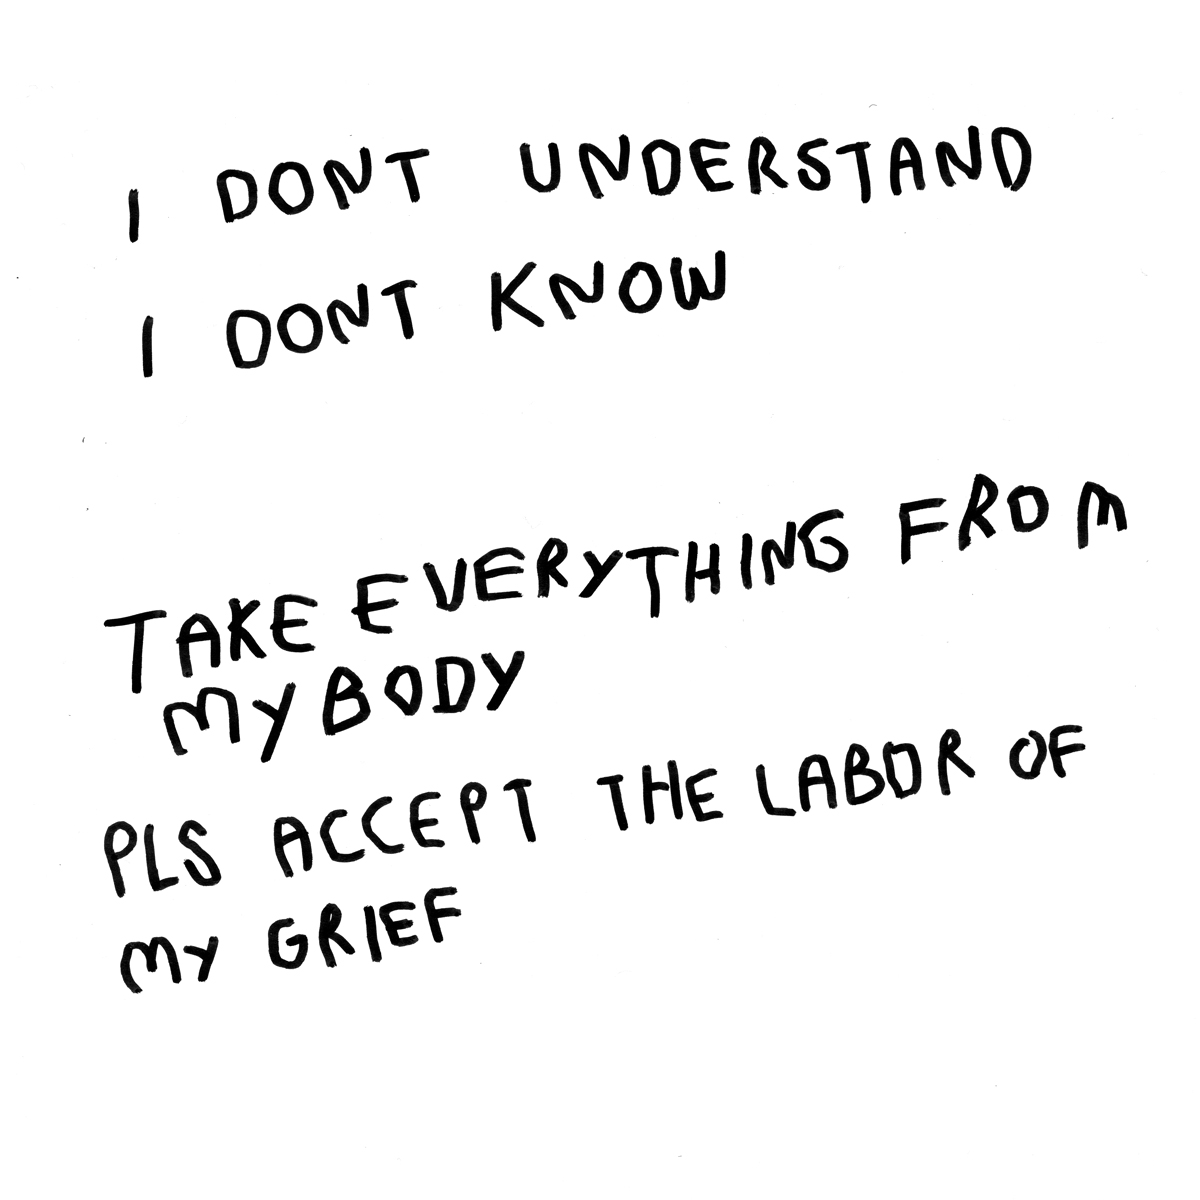 I DONT UNDERSTAND
I DONT KNOW
TAKE EVERYTHING FROM
MY BODY
PLS ACCEPT THE LABOR OF
MY GRIEF